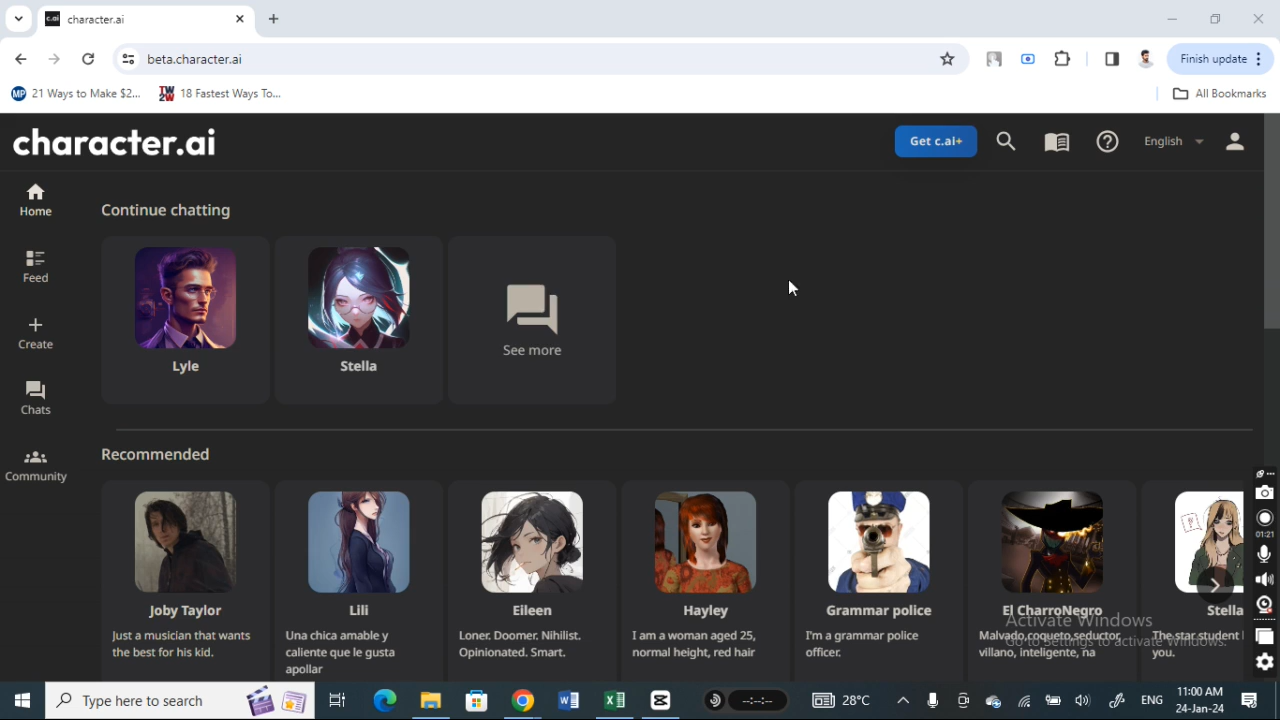 c.ai character.ai
beta.character.ai
Finish update
MP 21 Ways to Make $2... TW2W 18 Fastest Ways To...
All Bookmarks
character.ai
Get c.ai+
English
Home
Feed
Create
Chats
Community
Continue chatting
Lyle
Stella
See more
Recommended
Joby Taylor
Just a musician that wants
the best for his kid.
Lili
Una chica amable y
caliente que le gusta
apollar
Eileen
Loner. Doomer. Nihilist.
Opinionated. Smart.
Hayley
I am a woman aged 25,
normal height, red hair
Grammar police
I'm a grammar police
officer.
El CharroNegro
Malvado,coqueto,seductor,
villano, inteligente, na
Stella
The star student
you.
Activate Windows
Go to Settings to activate Windows.
01:21
Type here to search
--:--:--
28°C
ENG
11:00 AM
24-Jan-24